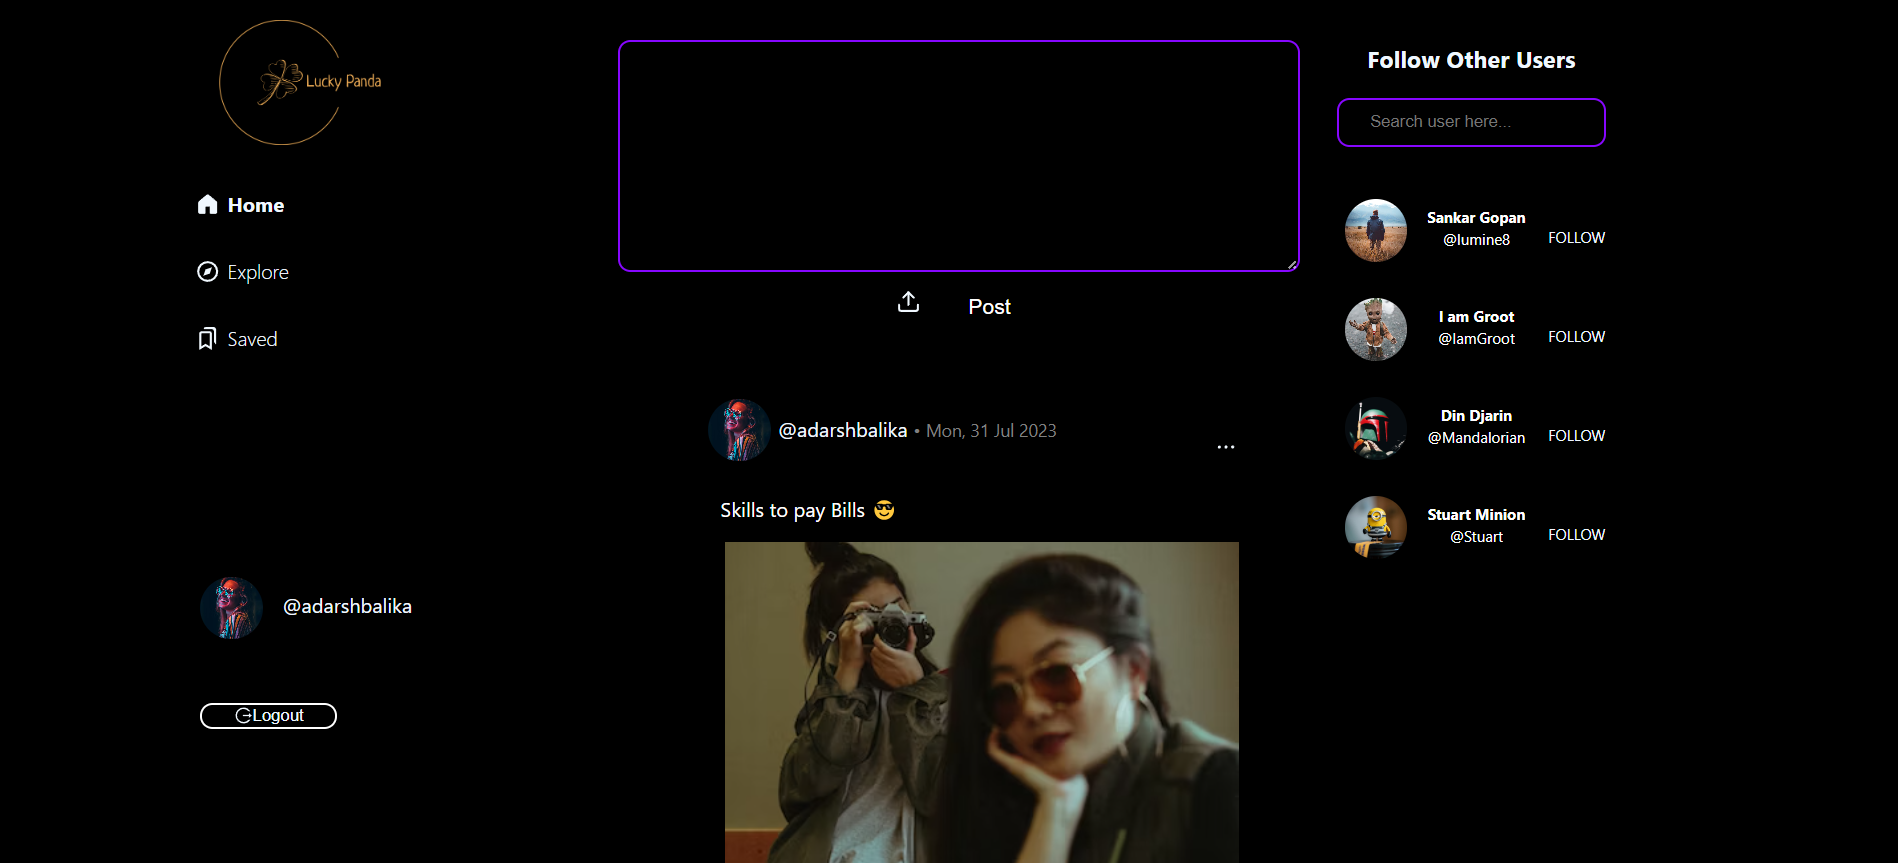 Lucky Panda
Home
Explore
Saved
@adarshbalika
Logout
Post
@adarshbalika • Mon, 31 Jul 2023
...
Skills to pay Bills 😎
Follow Other Users
Search user here...
Sankar Gopan
@lumine8
FOLLOW
I am Groot
@IamGroot
FOLLOW
Din Djarin
@Mandalorian
FOLLOW
Stuart Minion
@Stuart
FOLLOW